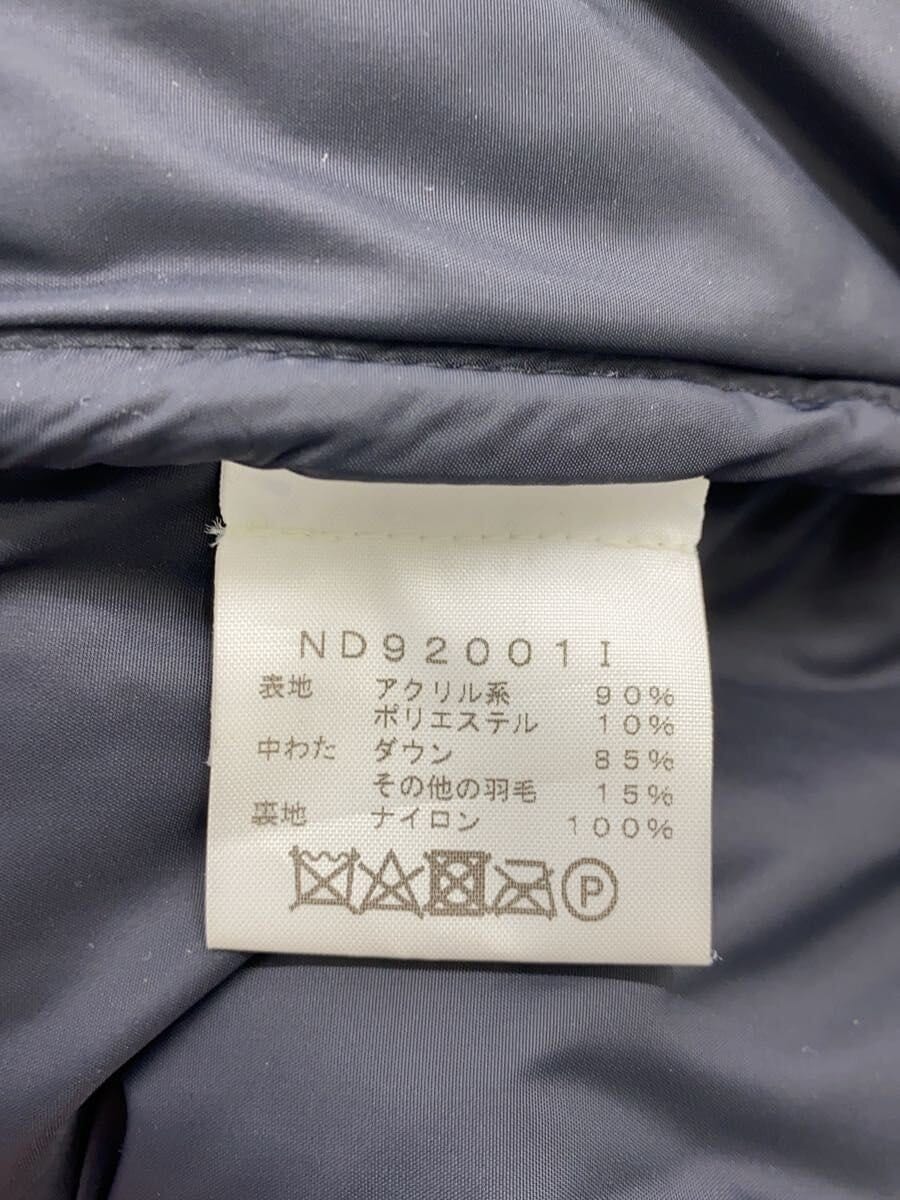 ND92001I
表地 アクリル系 90%
ポリエステル 10%
中わた ダウン 85%
その他の羽毛 15%
裏地 ナイロン 100%
P